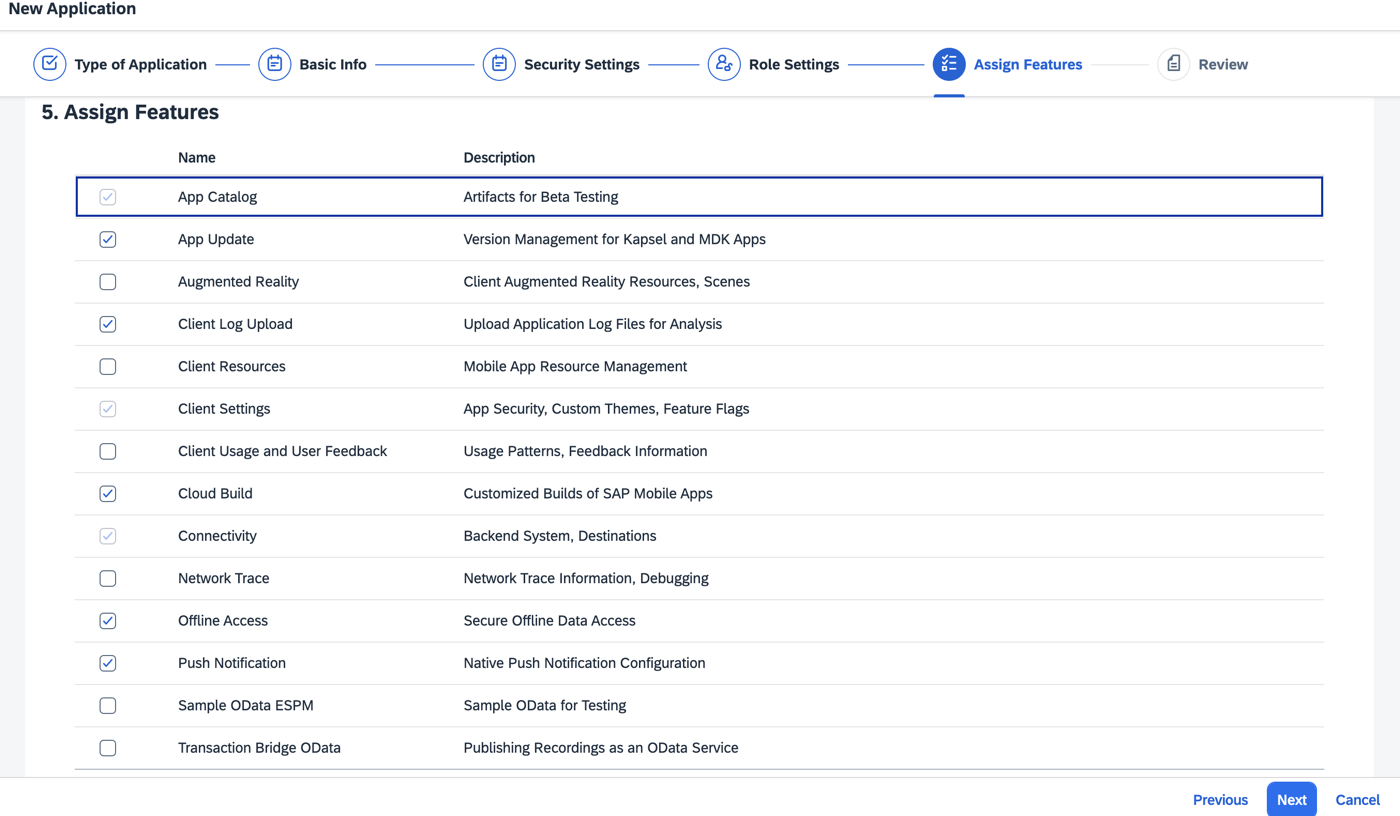 New Application
Type of Application Basic Info Security Settings Role Settings Assign Features Review
5. Assign Features
Name Description
App Catalog Artifacts for Beta Testing
App Update Version Management for Kapsel and MDK Apps
Augmented Reality Client Augmented Reality Resources, Scenes
Client Log Upload Upload Application Log Files for Analysis
Client Resources Mobile App Resource Management
Client Settings App Security, Custom Themes, Feature Flags
Client Usage and User Feedback Usage Patterns, Feedback Information
Cloud Build Customized Builds of SAP Mobile Apps
Connectivity Backend System, Destinations
Network Trace Network Trace Information, Debugging
Offline Access Secure Offline Data Access
Push Notification Native Push Notification Configuration
Sample OData ESPM Sample OData for Testing
Transaction Bridge OData Publishing Recordings as an OData Service
Previous Next Cancel